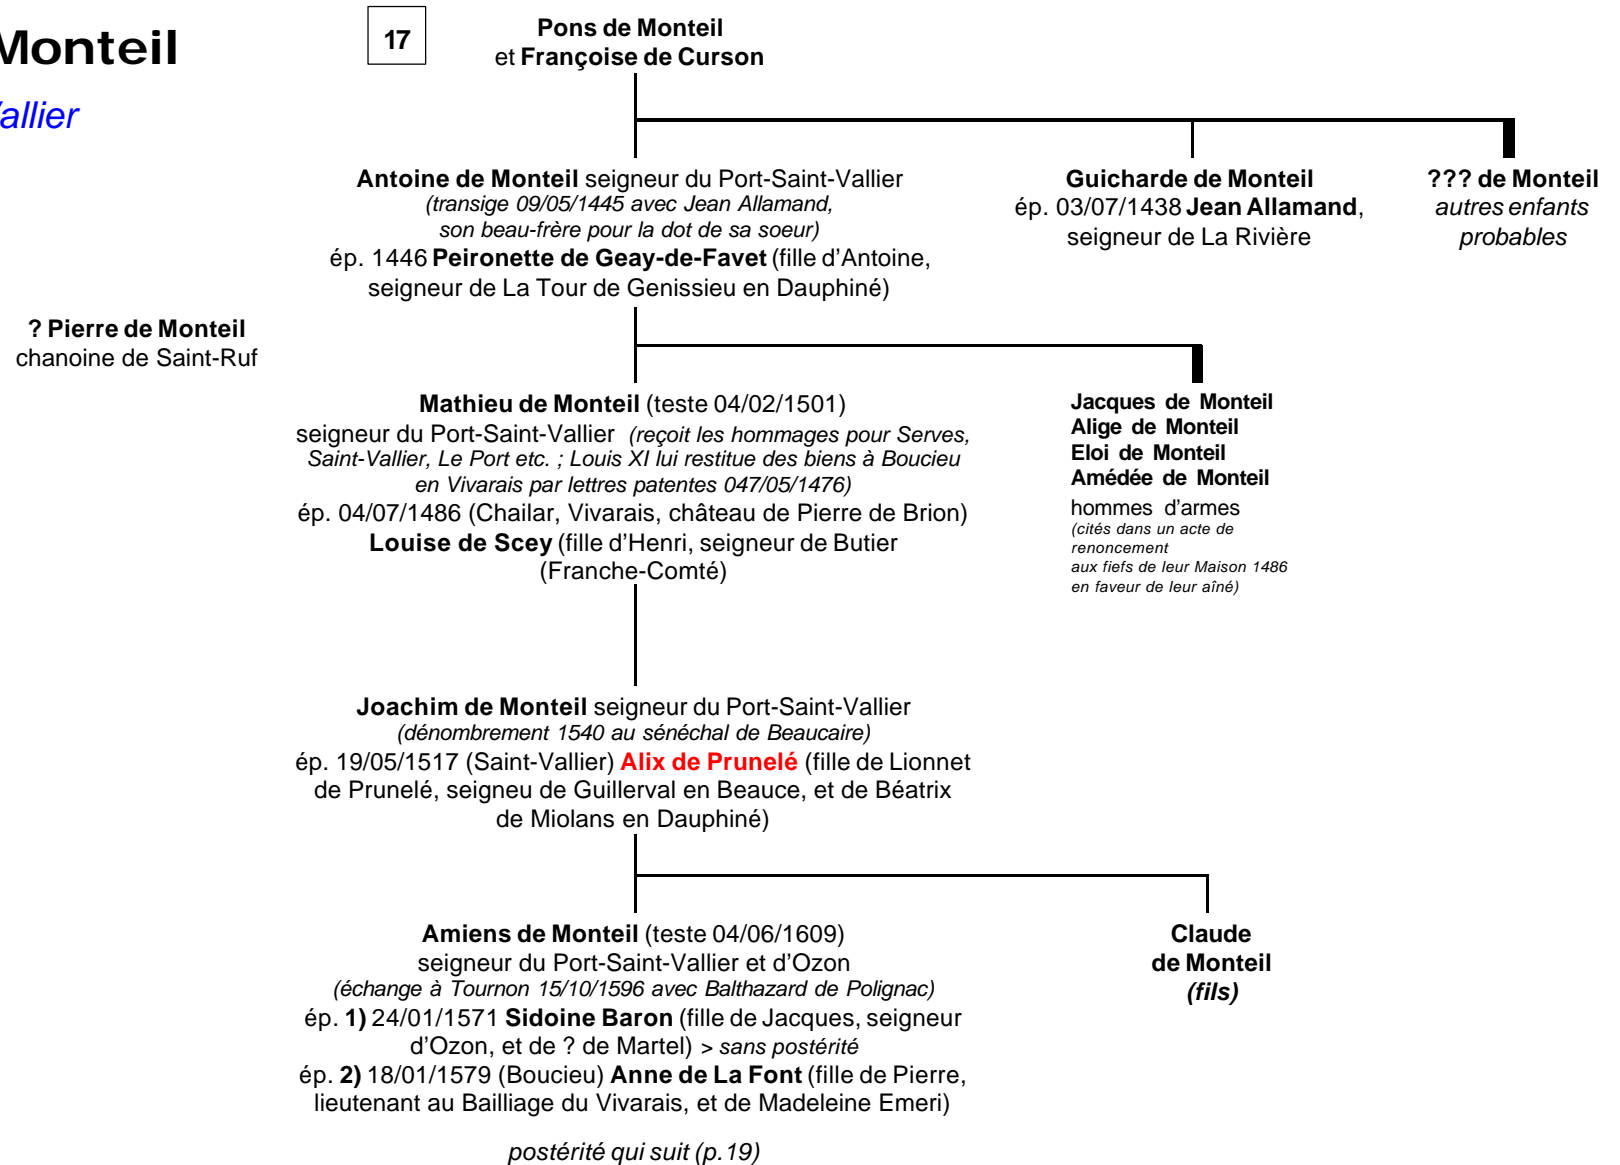 Monteil
Vallier
17
Pons de Monteil
et Françoise de Curson
Antoine de Monteil seigneur du Port-Saint-Vallier
(transige 09/05/1445 avec Jean Allamand,
son beau-frère pour la dot de sa soeur)
ép. 1446 Peironette de Geay-de-Favet (fille d'Antoine,
seigneur de La Tour de Genissieu en Dauphiné)
Guicharde de Monteil
ép. 03/07/1438 Jean Allamand,
seigneur de La Rivière
??? de Monteil
autres enfants
probables
? Pierre de Monteil
chanoine de Saint-Ruf
Mathieu de Monteil (teste 04/02/1501)
seigneur du Port-Saint-Vallier (reçoit les hommages pour Serves,
Saint-Vallier, Le Port etc. ; Louis XI lui restitue des biens à Boucieu
en Vivarais par lettres patentes 047/05/1476)
ép. 04/07/1486 (Chailar, Vivarais, château de Pierre de Brion)
Louise de Scey (fille d'Henri, seigneur de Butier
(Franche-Comté)
Jacques de Monteil
Alige de Monteil
Eloi de Monteil
Amédée de Monteil
hommes d'armes
(cités dans un acte de
renoncement
aux fiefs de leur Maison 1486
en faveur de leur aîné)
Joachim de Monteil seigneur du Port-Saint-Vallier
(dénombrement 1540 au sénéchal de Beaucaire)
ép. 19/05/1517 (Saint-Vallier) Alix de Prunelé (fille de Lionnet
de Prunelé, seigneu de Guillerval en Beauce, et de Béatrix
de Miolans en Dauphiné)
Amiens de Monteil (teste 04/06/1609)
seigneur du Port-Saint-Vallier et d'Ozon
(échange à Tournon 15/10/1596 avec Balthazard de Polignac)
ép. 1) 24/01/1571 Sidoine Baron (fille de Jacques, seigneur
d'Ozon, et de ? de Martel) > sans postérité
ép. 2) 18/01/1579 (Boucieu) Anne de La Font (fille de Pierre,
lieutenant au Bailliage du Vivarais, et de Madeleine Emeri)
Claude
de Monteil
(fils)
postérité qui suit (p.19)